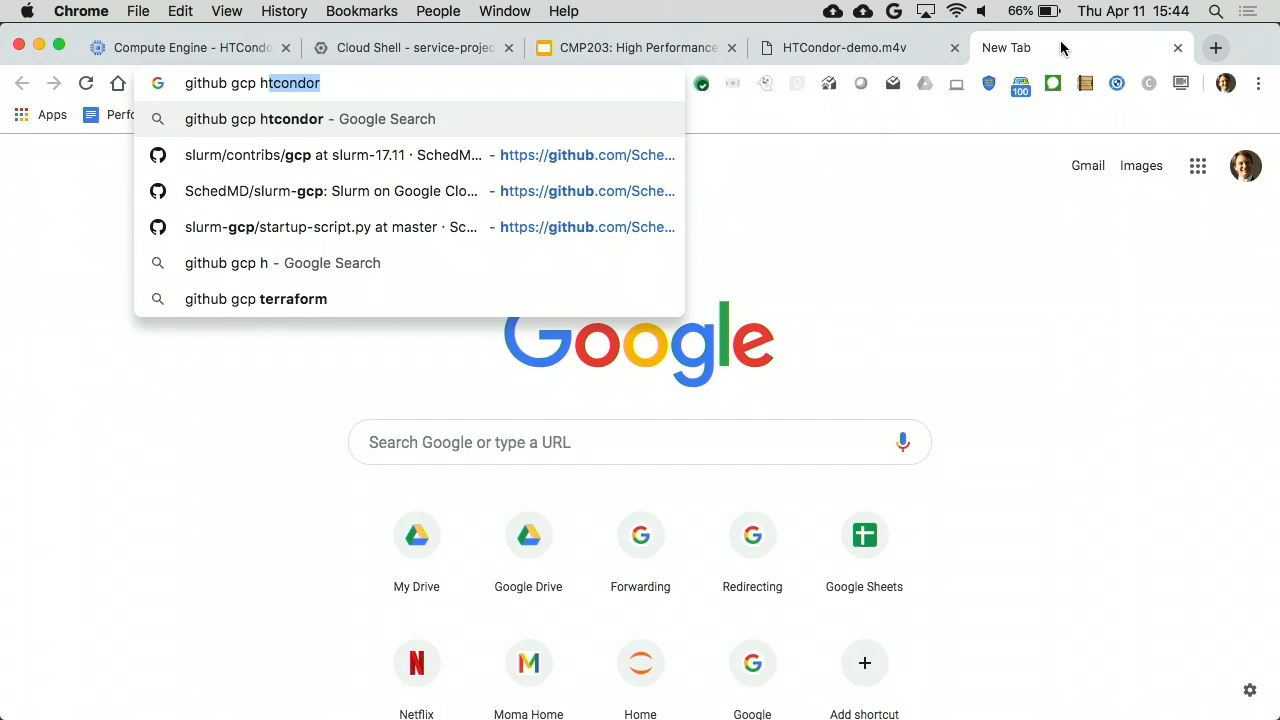 Chrome File Edit View History Bookmarks People Window Help 66% Thu Apr 11 15:44
Compute Engine - HTCondo
Cloud Shell - service-projec
CMP203: High Performance
HTCondor-demo.m4v
New Tab
github gcp htcondor
100
Apps
Perfo
github gcp htcondor - Google Search
slurm/contribs/gcp at slurm-17.11 · SchedM... - https://github.com/Sche...
SchedMD/slurm-gcp: Slurm on Google Clo... - https://github.com/Sche...
slurm-gcp/startup-script.py at master · Sc... - https://github.com/Sche...
github gcp h - Google Search
github gcp terraform
Gmail Images
Google
Search Google or type a URL
My Drive
Google Drive
Forwarding
Redirecting
Google Sheets
Netflix
Moma Home
Home
Google
Add shortcut